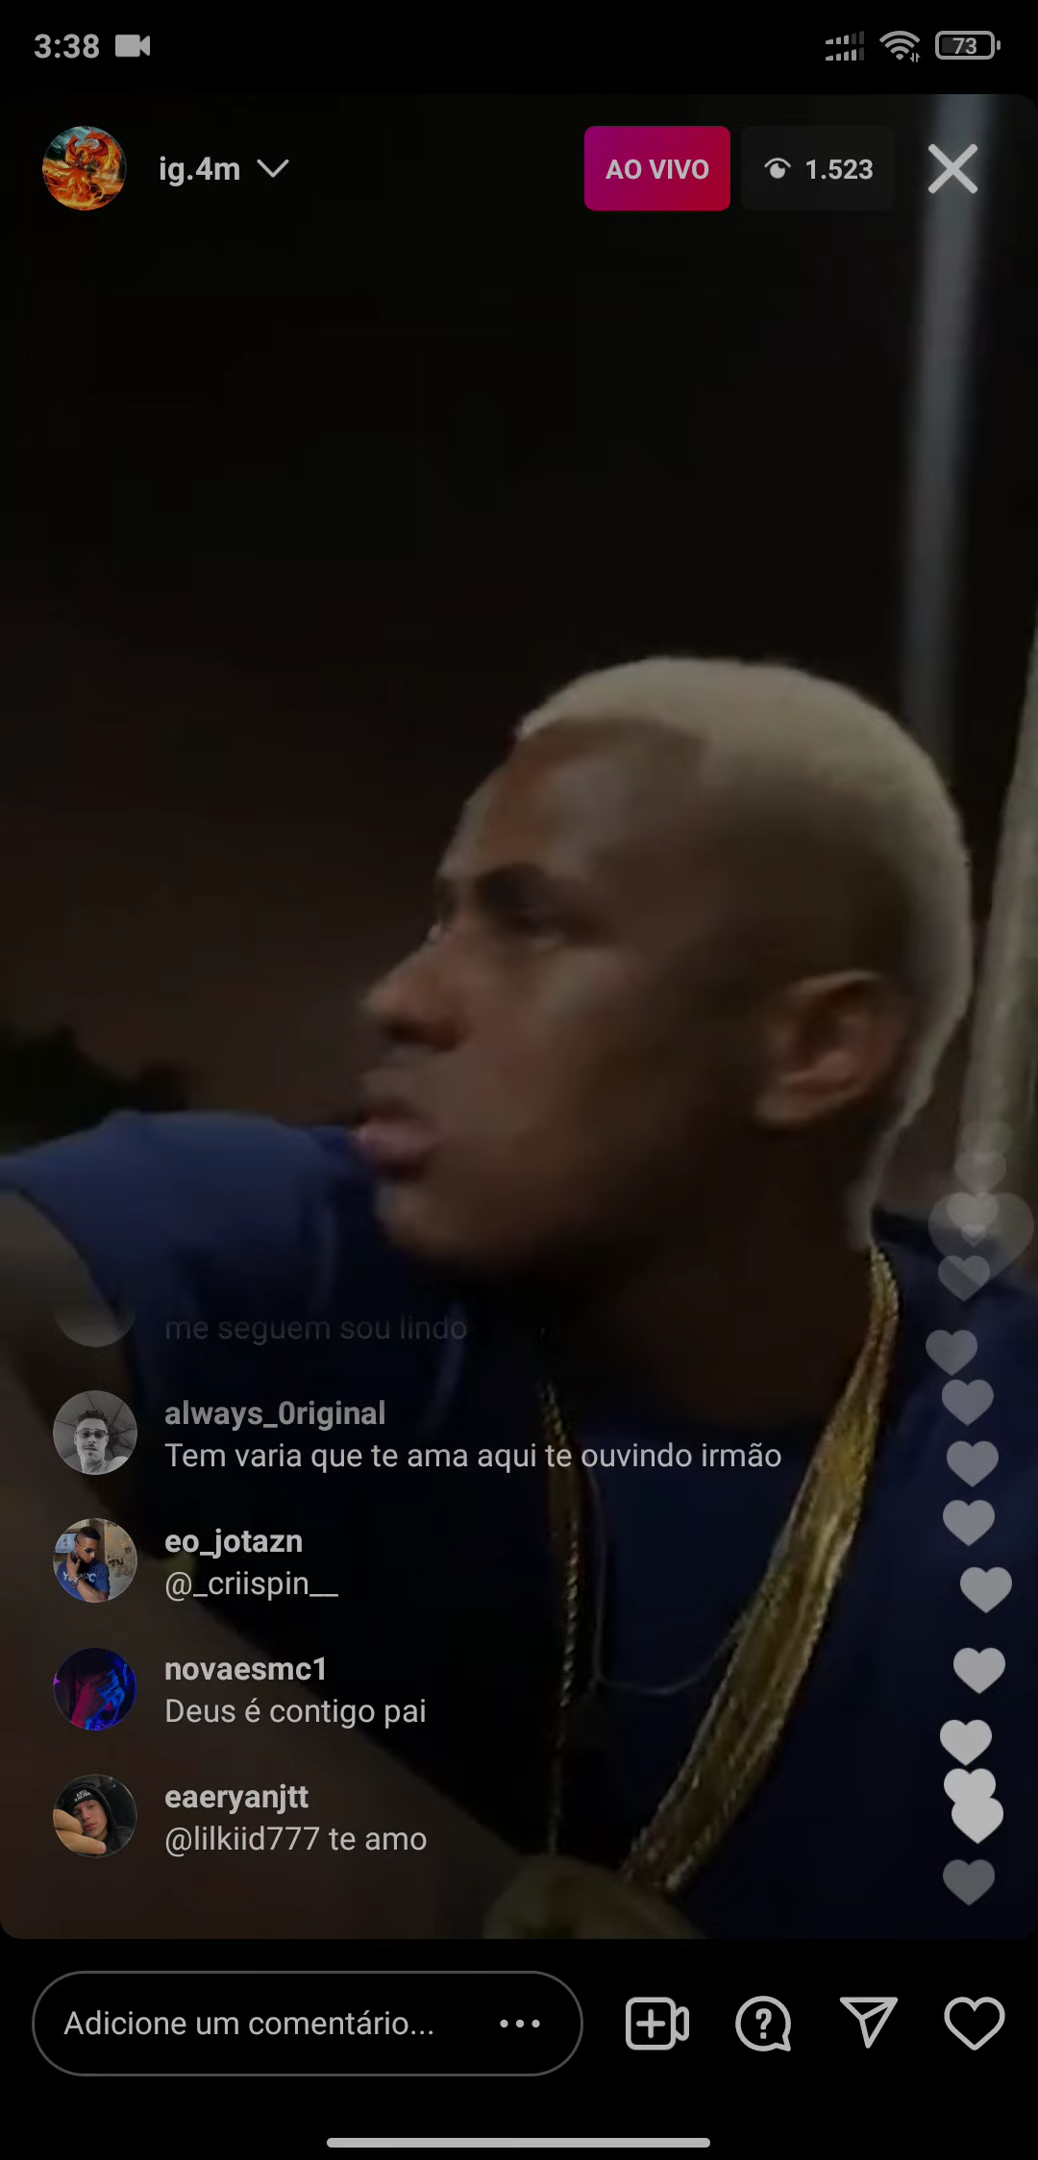 3:38
73
ig.4m
AO VIVO
1.523
me seguem sou lindo
always_0riginal
Tem varia que te ama aqui te ouvindo irmão
eo_jotazn
@_criispin__
novaesmc1
Deus é contigo pai
eaeryanjtt
@lilkiid777 te amo
Adicione um comentário...